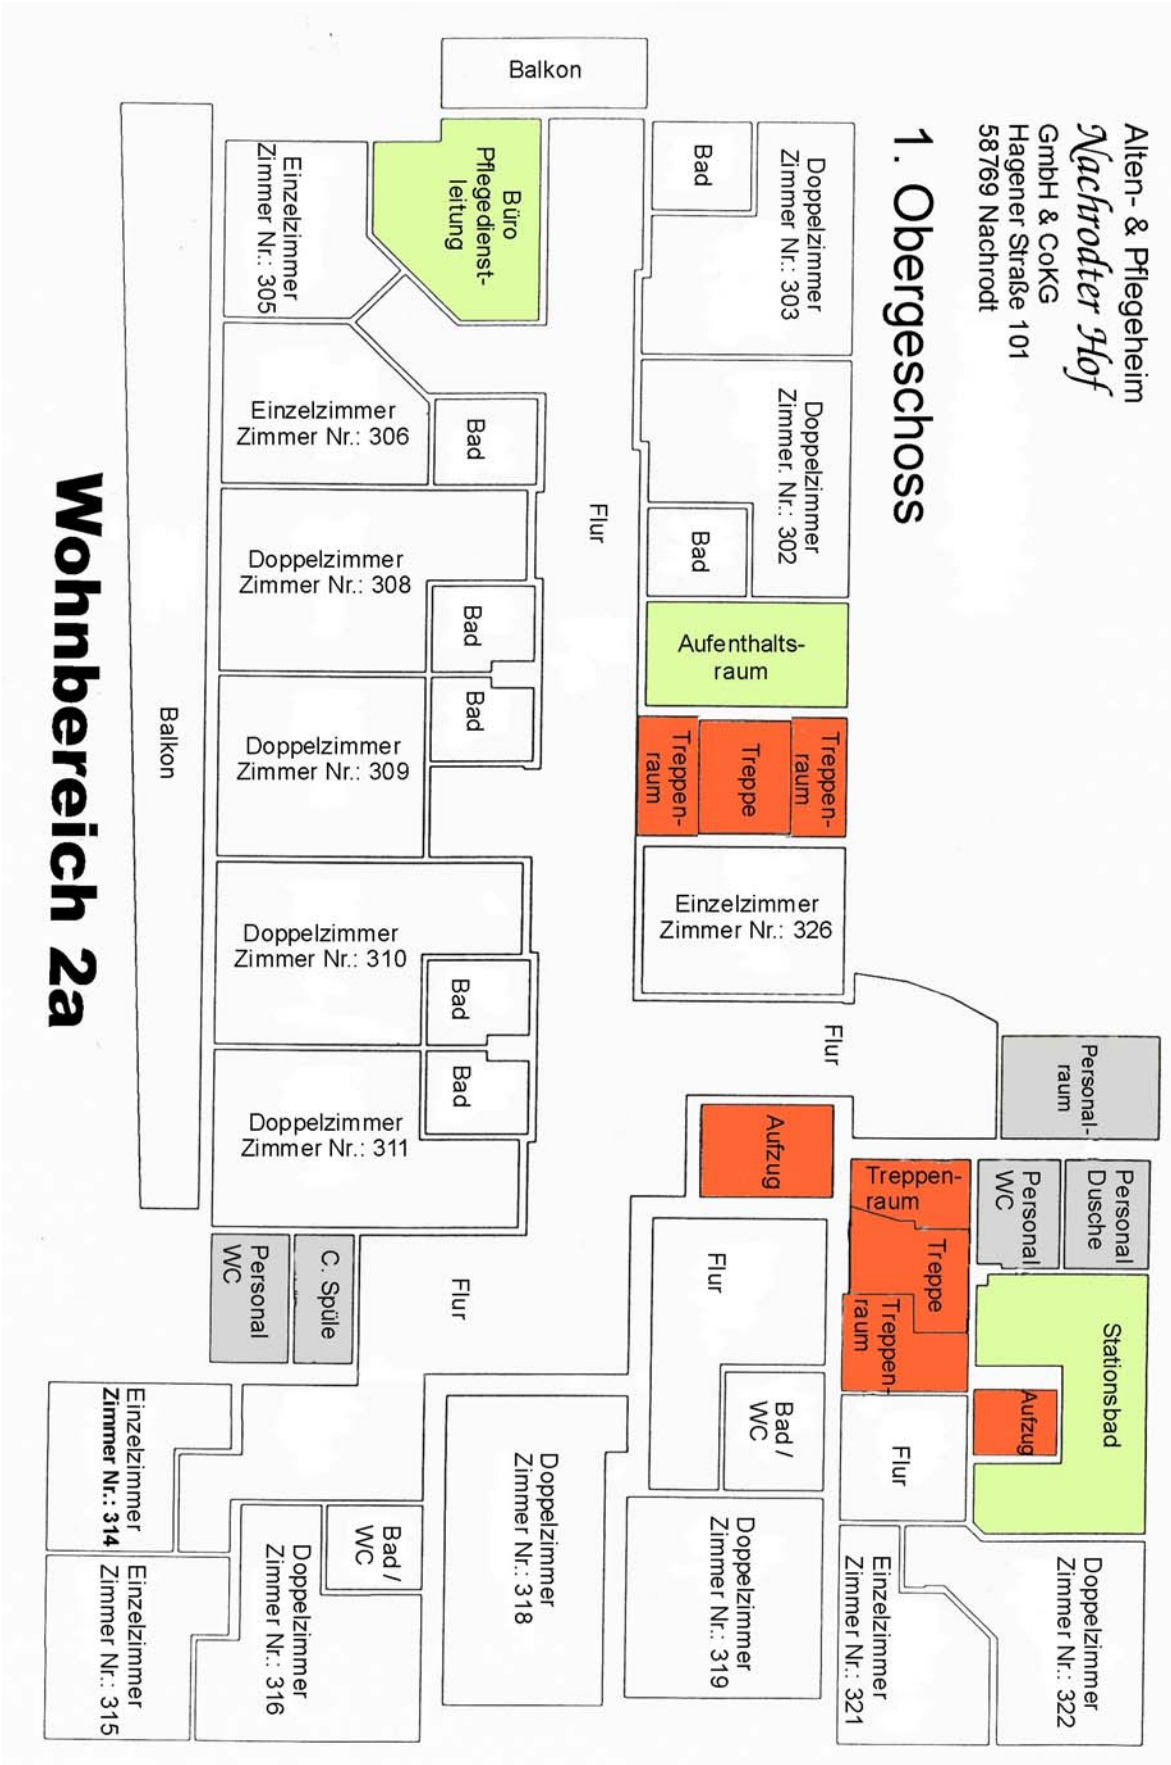 Alten- & Pflegeheim
Nachrodter Hof
GmbH & CoKG
Hagener Straße 101
58769 Nachrodt
1. Obergeschoss
Balkon
Bad
Doppelzimmer
Zimmer Nr.: 303
Doppelzimmer
Zimmer. Nr.: 302
Bad
Aufenthalts-
raum
Treppen-
raum
Treppe
Treppen-
raum
Einzelzimmer
Zimmer Nr.: 326
Flur
Personal-
raum
Aufzug
Treppen-
raum
Treppe
Treppen-
raum
Personal
WC
Personal
Dusche
Stationsbad
Aufzug
Flur
Doppelzimmer
Zimmer Nr.: 322
Einzelzimmer
Zimmer Nr.: 321
Flur
Bad /
WC
Doppelzimmer
Zimmer Nr.: 319
Doppelzimmer
Zimmer Nr.: 318
Flur
Büro
Pflegedienst-
leitung
Einzelzimmer
Zimmer Nr.: 305
Einzelzimmer
Zimmer Nr.: 306
Bad
Doppelzimmer
Zimmer Nr.: 308
Bad
Bad
Doppelzimmer
Zimmer Nr.: 309
Doppelzimmer
Zimmer Nr.: 310
Bad
Bad
Doppelzimmer
Zimmer Nr.: 311
Flur
C. Spüle
Personal
WC
Bad /
WC
Doppelzimmer
Zimmer Nr.: 316
Einzelzimmer
Zimmer Nr.: 314
Einzelzimmer
Zimmer Nr.: 315
Balkon
Wohnbereich 2a